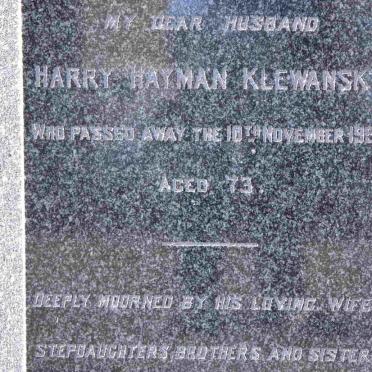 MY DEAR HUSBAND
HARRY HAYMAN KLEWANSK
WHO PASSED AWAY THE 10TH NOVEMBER 195
AGED 73.
DEEPLY MOURNED BY HIS LOVING WIFE
STEPDAUGHTERS, BROTHERS AND SISTER